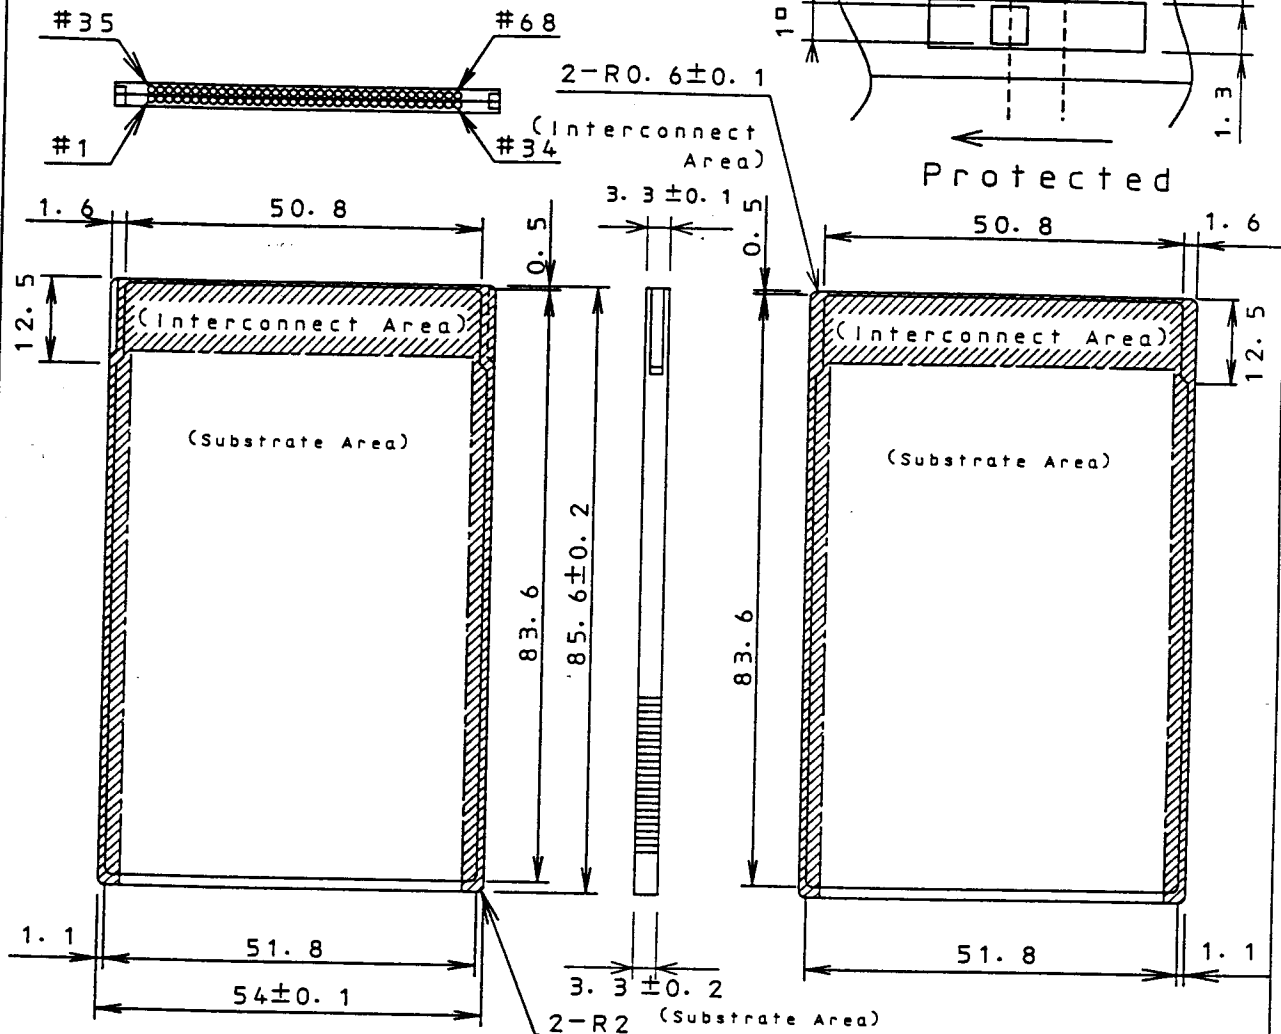 #35
#68
1
1.3
2-R0.6±0.1
#1
#34
(Interconnect
Area)
Protected
1.6
50.8
3.3±0.1
0.5
0.5
50.8
1.6
12.5
(Interconnect Area)
(Interconnect Area)
12.5
(Substrate Area)
(Substrate Area)
83.6
85.6±0.2
83.6
1.1
51.8
51.8
1.1
54±0.1
3.3±0.2
2-R2
(Substrate Area)